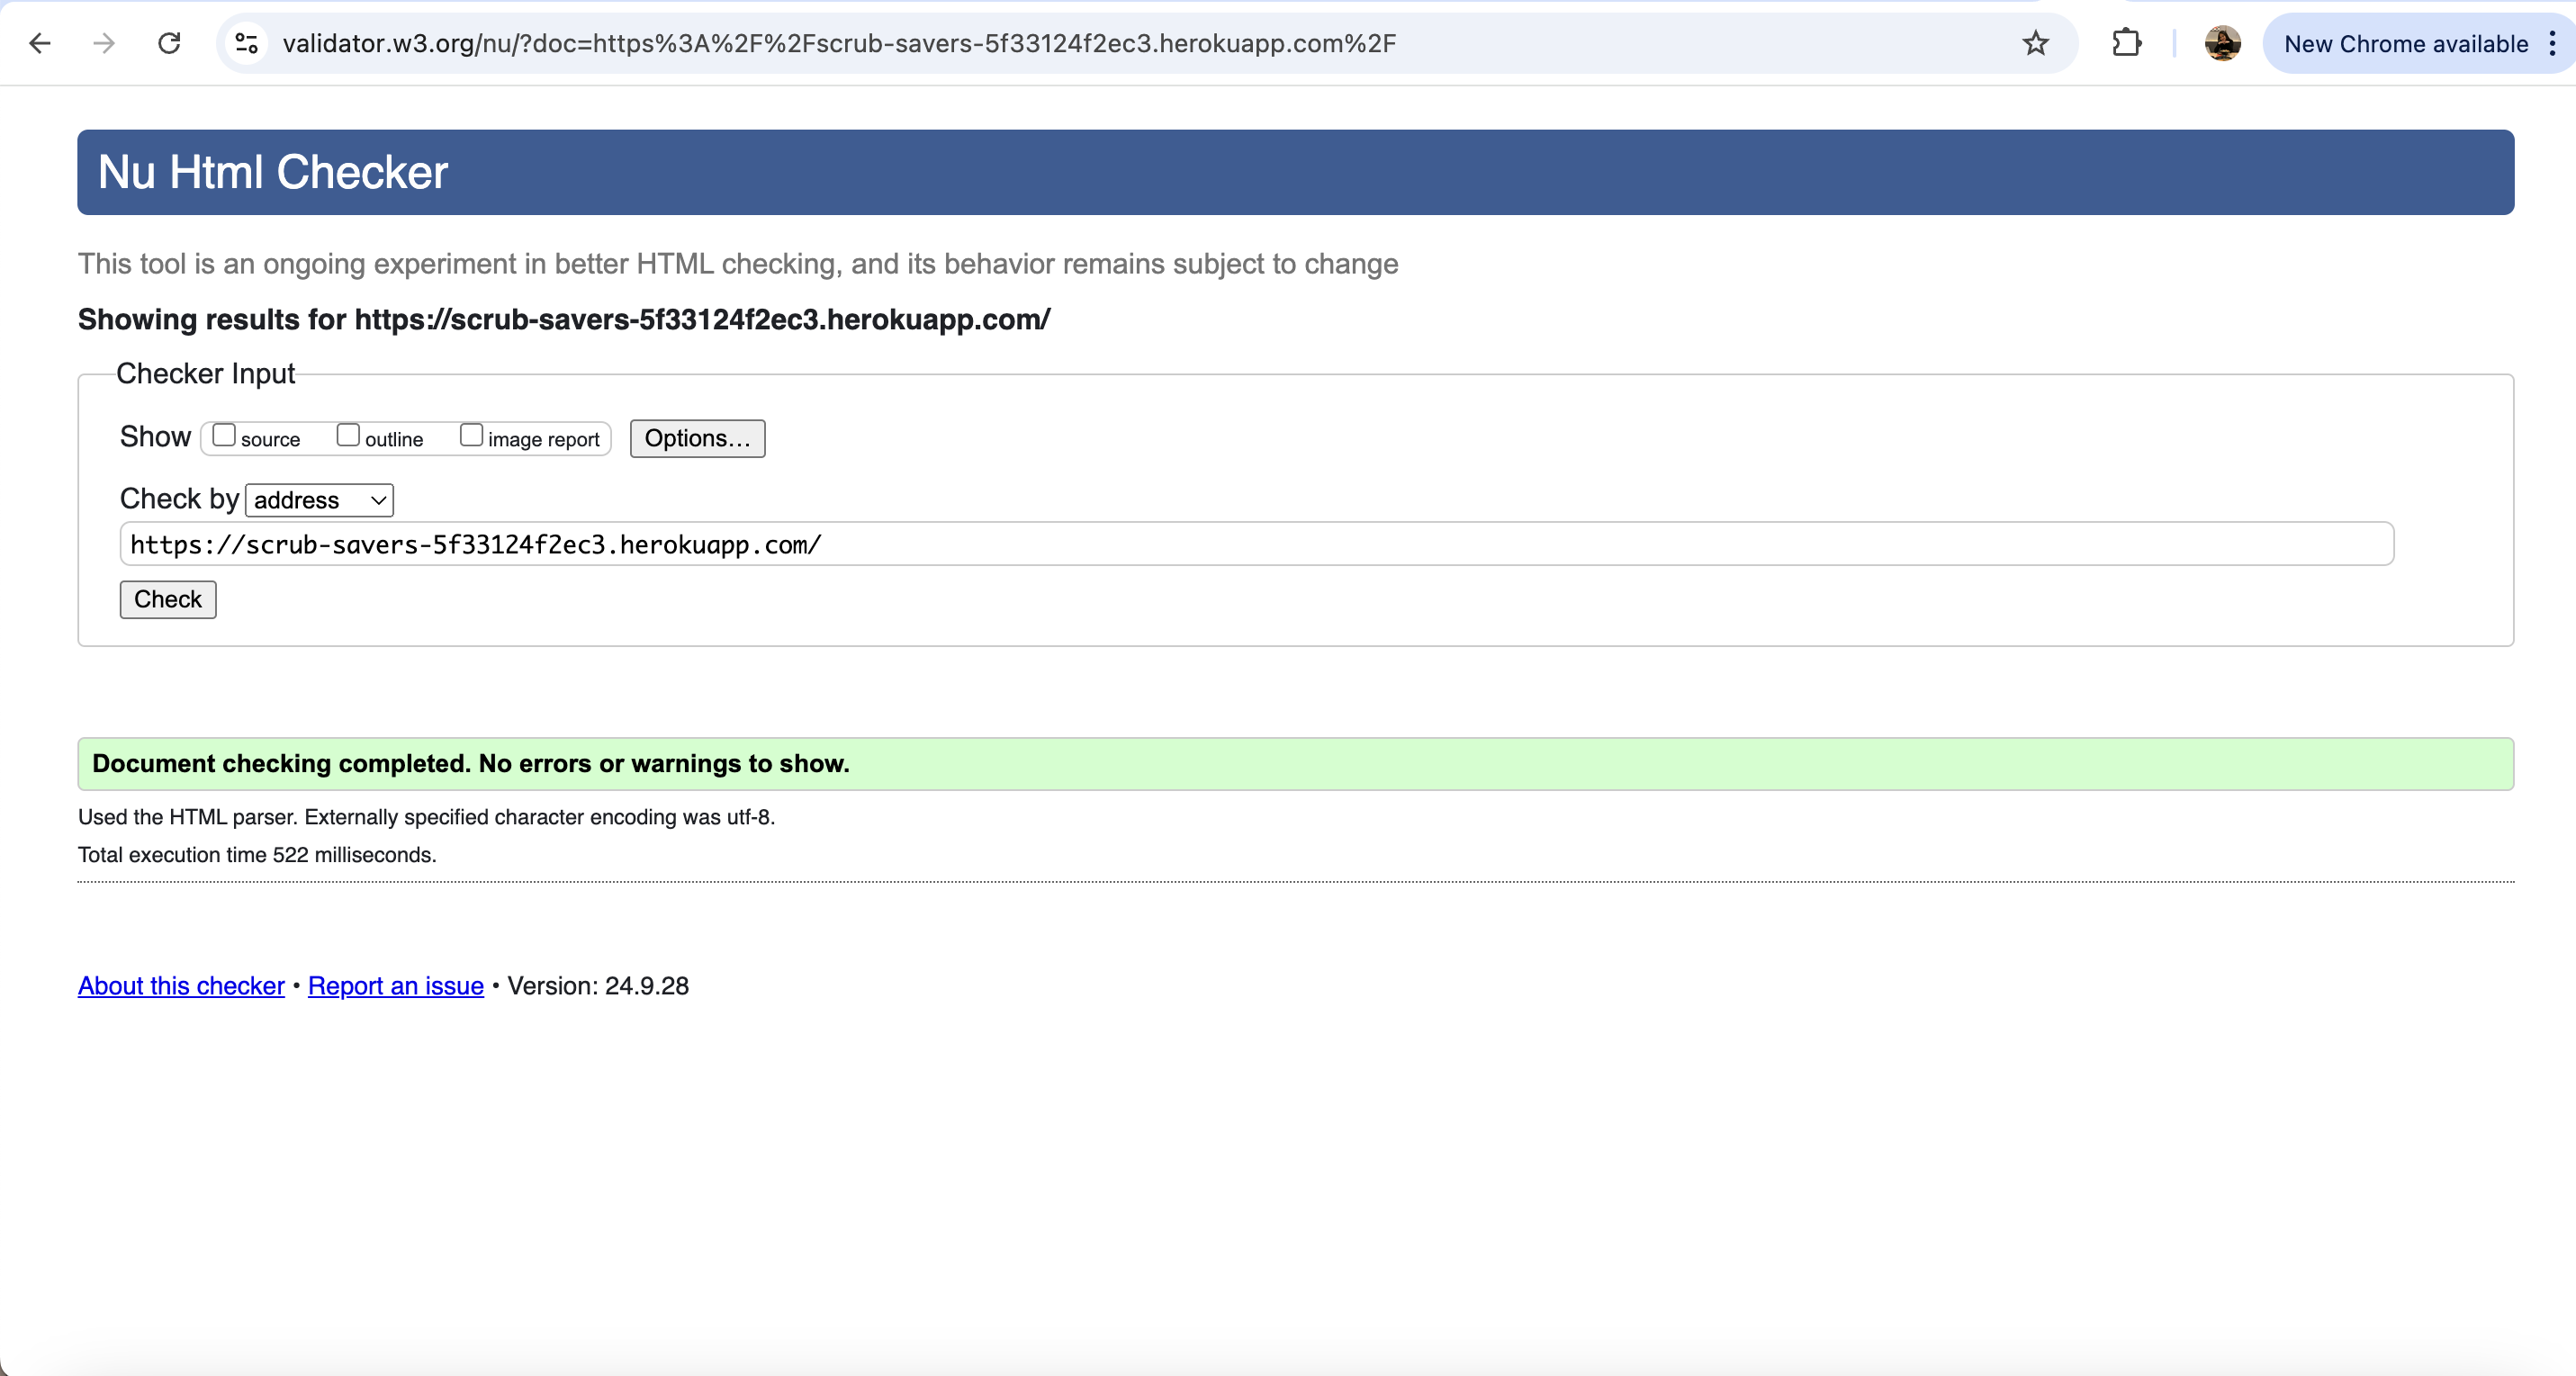 validator.w3.org/nu/?doc=https%3A%2F%2Fscrub-savers-5f33124f2ec3.herokuapp.com%2F
New Chrome available
Nu Html Checker
This tool is an ongoing experiment in better HTML checking, and its behavior remains subject to change
Showing results for https://scrub-savers-5f33124f2ec3.herokuapp.com/
Checker Input
Show source outline image report Options...
Check by address
https://scrub-savers-5f33124f2ec3.herokuapp.com/
Check
Document checking completed. No errors or warnings to show.
Used the HTML parser. Externally specified character encoding was utf-8.
Total execution time 522 milliseconds.
About this checker • Report an issue • Version: 24.9.28